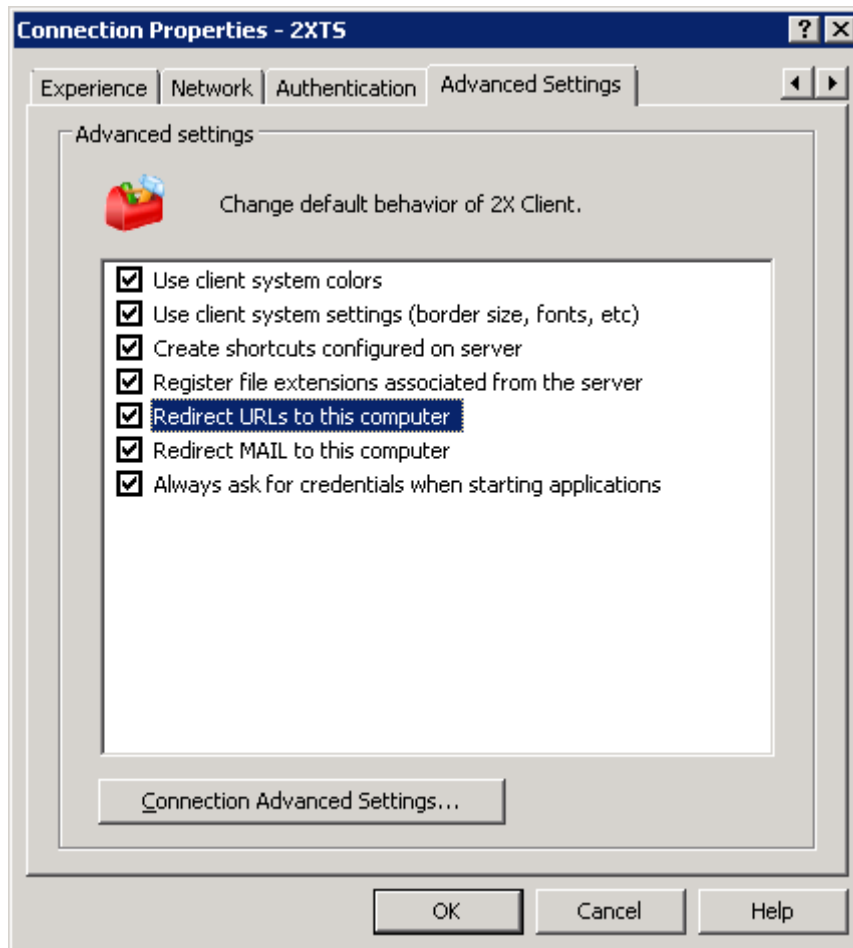 Connection Properties - 2XTS
Experience Network Authentication Advanced Settings
Advanced settings
Change default behavior of 2X Client.
Use client system colors
Use client system settings (border size, fonts, etc)
Create shortcuts configured on server
Register file extensions associated from the server
Redirect URLs to this computer
Redirect MAIL to this computer
Always ask for credentials when starting applications
Connection Advanced Settings...
OK Cancel Help